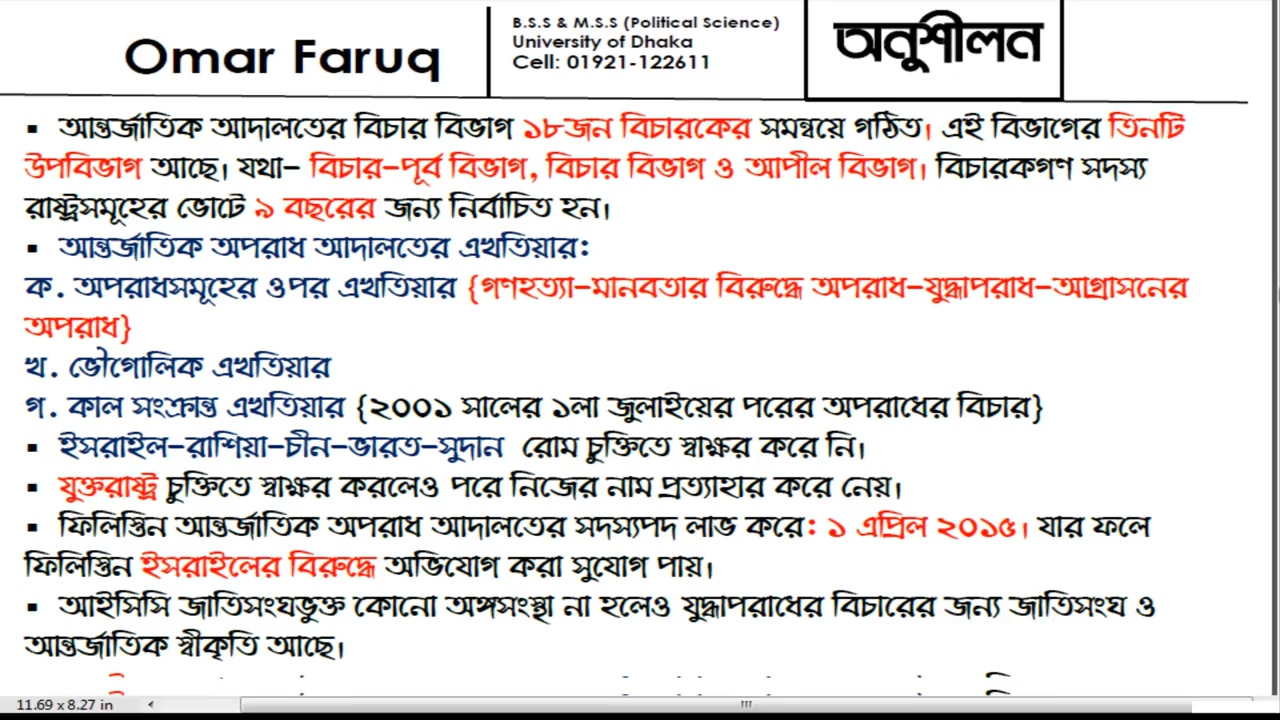 Omar Faruq
B.S.S & M.S.S (Political Science)
University of Dhaka
Cell: 01921-122611
অনুশীলন
▪ আন্তর্জাতিক আদালতের বিচার বিভাগ ১৮জন বিচারকের সমন্বয়ে গঠিত। এই বিভাগের তিনটি
উপবিভাগ আছে। যথা- বিচার-পূর্ব বিভাগ, বিচার বিভাগ ও আপীল বিভাগ। বিচারকগণ সদস্য
রাষ্ট্রসমূহের ভোটে ৯ বছরের জন্য নির্বাচিত হন।
▪ আন্তর্জাতিক অপরাধ আদালতের এখতিয়ার:
ক. অপরাধসমূহের ওপর এখতিয়ার {গণহত্যা-মানবতার বিরুদ্ধে অপরাধ-যুদ্ধাপরাধ-আগ্রাসনের
অপরাধ}
খ. ভৌগোলিক এখতিয়ার
গ. কাল সংক্রান্ত এখতিয়ার {২০০১ সালের ১লা জুলাইয়ের পরের অপরাধের বিচার}
▪ ইসরাইল-রাশিয়া-চীন-ভারত-সুদান রোম চুক্তিতে স্বাক্ষর করে নি।
▪ যুক্তরাষ্ট্র চুক্তিতে স্বাক্ষর করলেও পরে নিজের নাম প্রত্যাহার করে নেয়।
▪ ফিলিস্তিন আন্তর্জাতিক অপরাধ আদালতের সদস্যপদ লাভ করে: ১ এপ্রিল ২০১৫। যার ফলে
ফিলিস্তিন ইসরাইলের বিরুদ্ধে অভিযোগ করা সুযোগ পায়।
▪ আইসিসি জাতিসংঘভুক্ত কোনো অঙ্গসংস্থা না হলেও যুদ্ধাপরাধের বিচারের জন্য জাতিসংঘ ও
আন্তর্জাতিক স্বীকৃতি আছে।
11.69 x 8.27 in